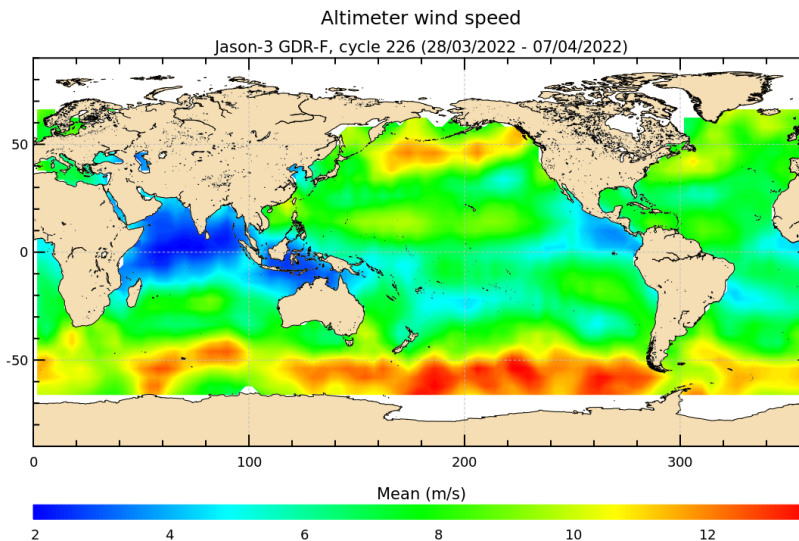 Altimeter wind speed
Jason-3 GDR-F, cycle 226 (28/03/2022 - 07/04/2022)
50
0
-50
0 100 200 300
Mean (m/s)
2 4 6 8 10 12